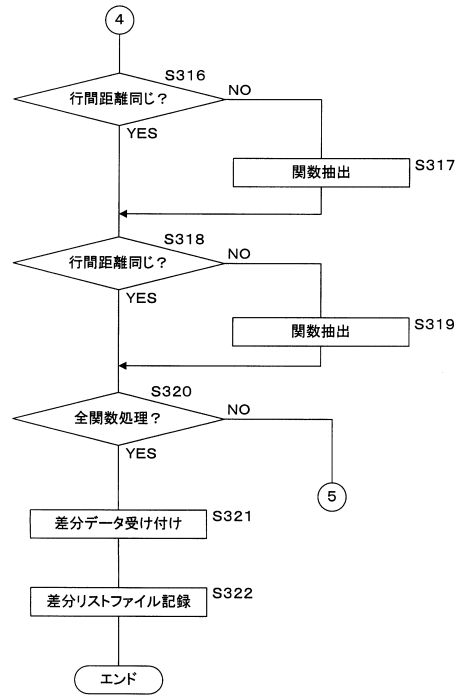 4
S316
行間距離同じ?
NO
YES
関数抽出
S317
S318
行間距離同じ?
NO
YES
関数抽出
S319
S320
全関数処理?
NO
YES
5
差分データ受け付け
S321
差分リストファイル記録
S322
エンド